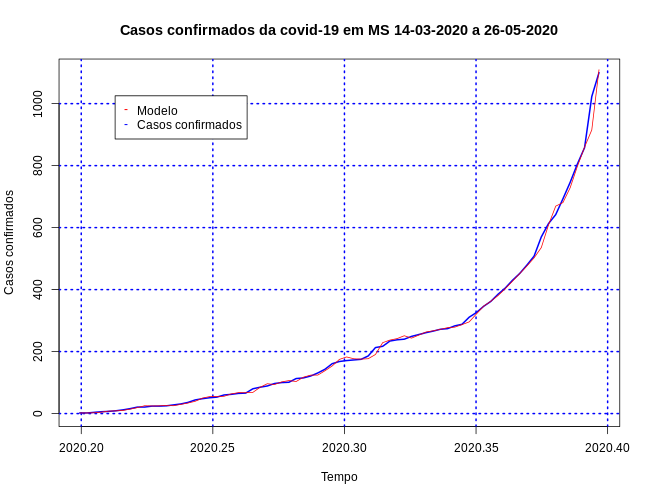 Casos confirmados da covid-19 em MS 14-03-2020 a 26-05-2020
Casos confirmados
1000
800
600
400
200
0
Modelo
Casos confirmados
2020.20 2020.25 2020.30 2020.35 2020.40
Tempo